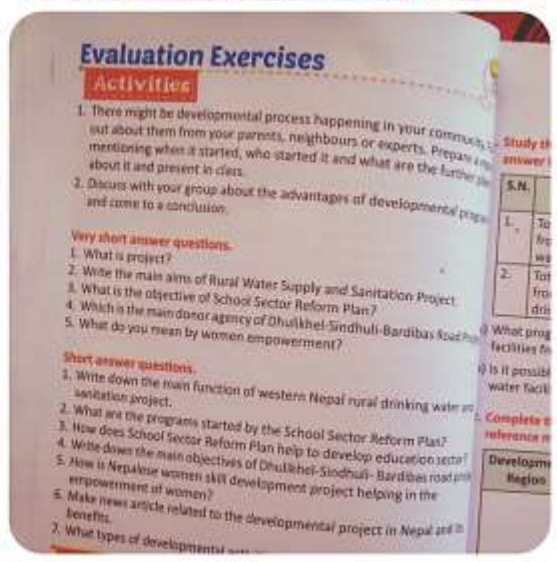 Evaluation Exercises
Activities
1. There might be developmental process happening in your community,
out about them from your parents, neighbours or experts. Prepare a
mentioning when it started, who started it and what are the further
about it and present in class.
2. Discuss with your group about the advantages of developmental
and come to a conclusion.
Very short answer questions.
1. What is project?
2. Write the main aims of Rural Water Supply and Sanitation Project.
3. What is the objective of School Sector Reform Plan?
4. Which is the main donor agency of Dhulikhel-Sindhuli-Bardibas Road
5. What do you mean by women empowerment?
Short answer questions.
1. Write down the main function of western Nepal rural drinking water and
sanitation project.
2. What are the programs started by the School Sector Reform Plan?
3. How does School Sector Reform Plan help to develop education sector?
4. Write down the main objectives of Dhulikhel-Sindhuli- Bardibas road
5. How is Nepalese women skill development project helping in the
empowerment of women?
6. Make news article related to the developmental project in Nepal and its
benefits.
7. What types of developmental
Study
answer
S.N.
1.
2.
What
facilities
Is it
water
Complete
reference
Region